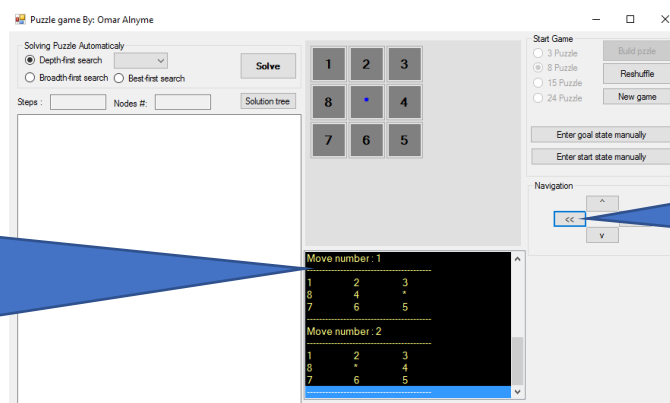 Puzzle game By: Omar Alnyme
Solving Puzzle Automaticaly
Depth-first search
Broadth-first search Best-first search
Solve
Steps : Nodes #: Solution tree
1 2 3
8 * 4
7 6 5
Start Game
3 Puzzle Build pzzle
8 Puzzle Reshuffle
15 Puzzle
24 Puzzle New game
Enter goal state manually
Enter start state manually
Navigation
^
<<
v
Move number : 1
------------------------------------------
1 2 3
8 4 *
7 6 5
------------------------------------------
Move number : 2
------------------------------------------
1 2 3
8 * 4
7 6 5
------------------------------------------